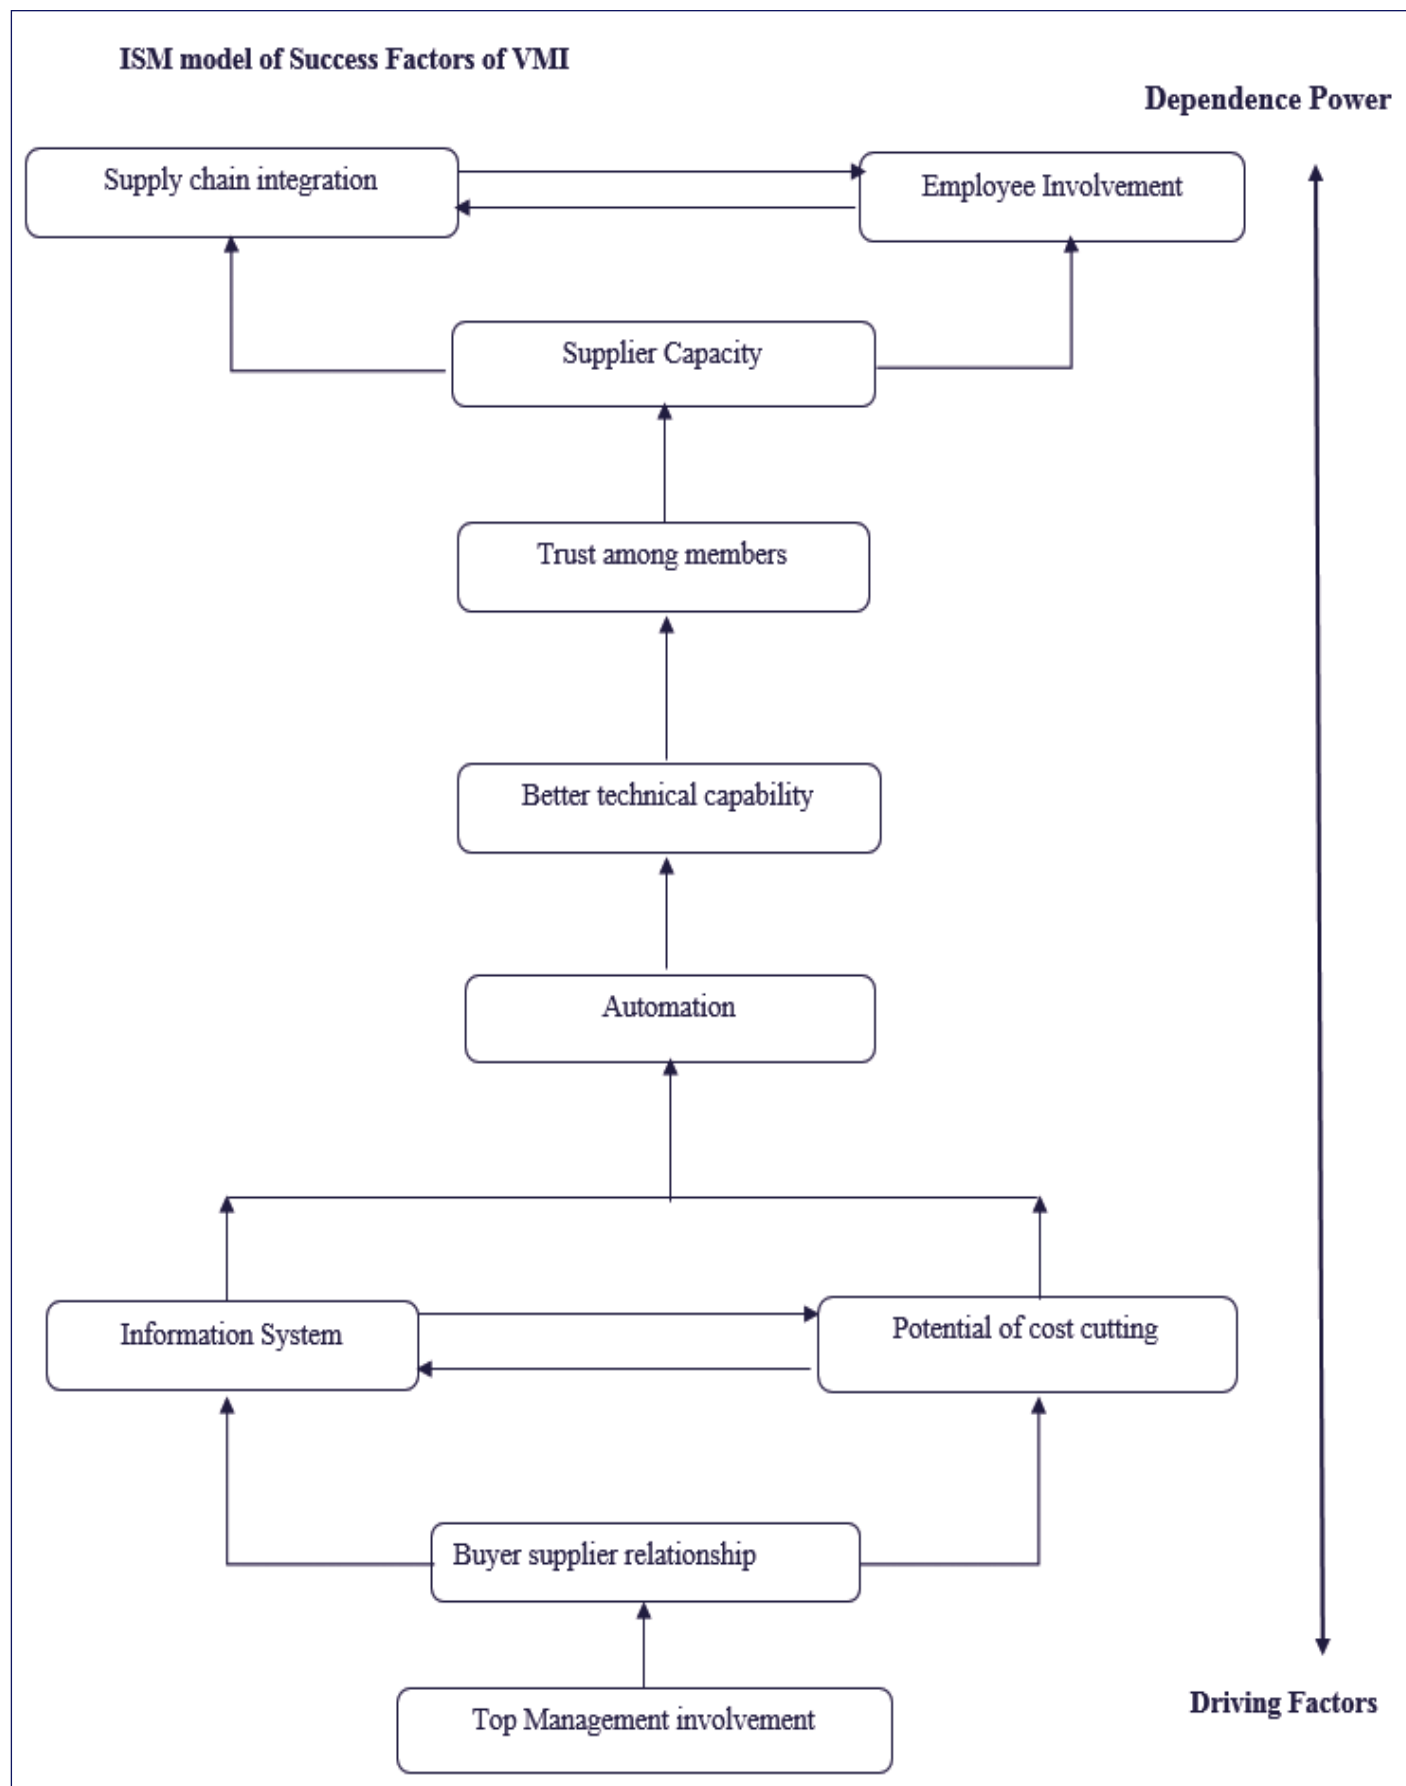 ISM model of Success Factors of VMI
Dependence Power
Supply chain integration
Employee Involvement
Supplier Capacity
Trust among members
Better technical capability
Automation
Information System
Potential of cost cutting
Buyer supplier relationship
Driving Factors
Top Management involvement